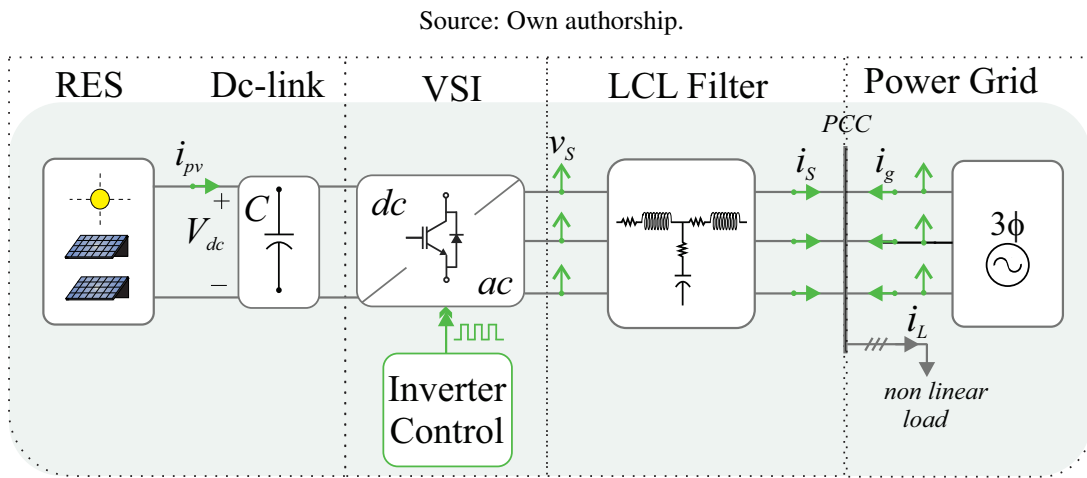 Source: Own authorship.
RES
Dc-link
VSI
LCL Filter
Power Grid
PCC
i_pv
v_S
i_S
i_g
+
V_dc
−
C
dc
ac
3ϕ
i_L
non linear
load
Inverter
Control